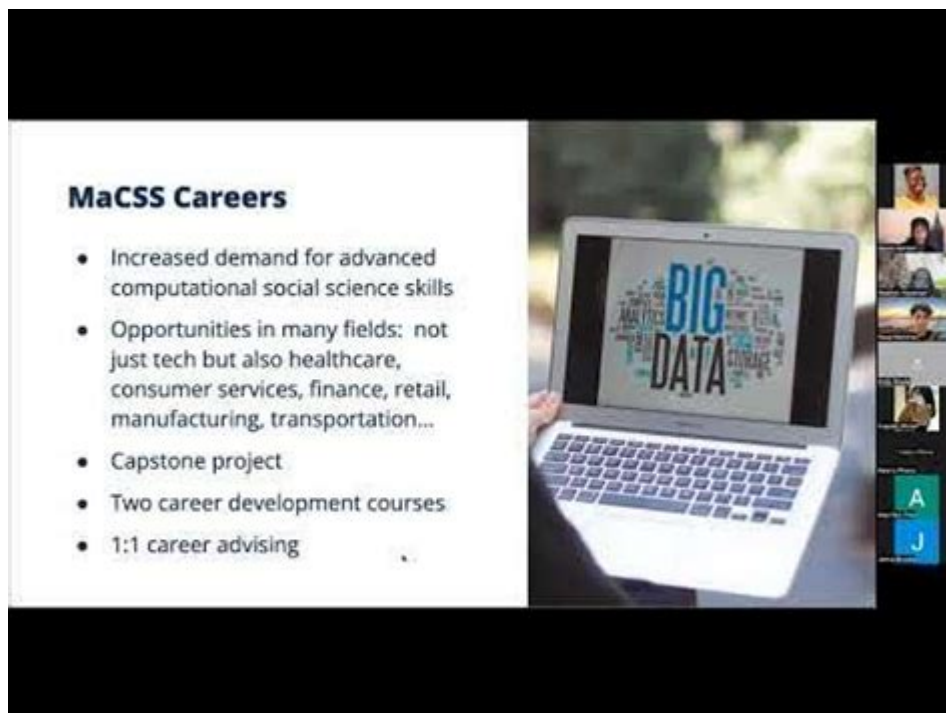 MaCSS Careers
● Increased demand for advanced
computational social science skills
● Opportunities in many fields:  not
just tech but also healthcare,
consumer services, finance, retail,
manufacturing, transportation...
● Capstone project
● Two career development courses
● 1:1 career advising
BIG
ANALYTICS
DATA
STORAGE
A
J